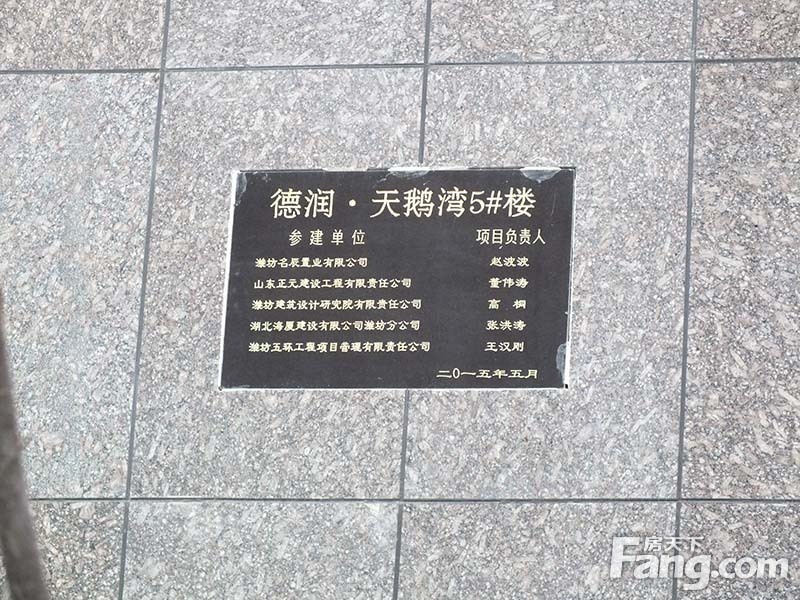 德润·天鹅湾5#楼
参建单位 项目负责人
潍坊名辰置业有限公司 赵波波
山东正元建设工程有限责任公司 董伟涛
潍坊建筑设计研究院有限责任公司 高桐
湖北海厦建设有限公司潍坊分公司 张洪涛
潍坊五环工程项目管理有限责任公司 王汉刚
二0一五年五月
房天下
Fang.com